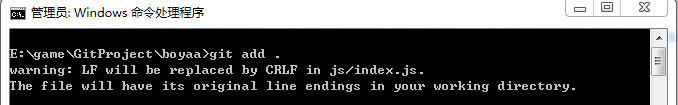 管理员: Windows 命令处理程序
E:\game\GitProject\boyaa>git add .
warning: LF will be replaced by CRLF in js/index.js.
The file will have its original line endings in your working directory.